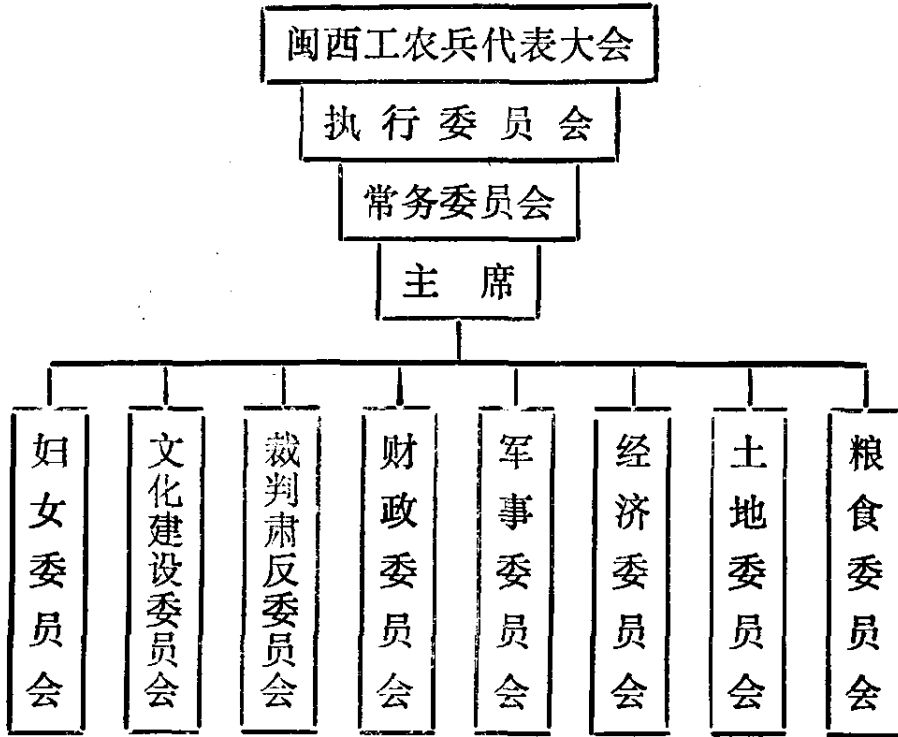 闽西工农兵代表大会
执行委员会
常务委员会
主席
妇女委员会
文化建设委员会
裁判肃反委员会
财政委员会
军事委员会
经济委员会
土地委员会
粮食委员会